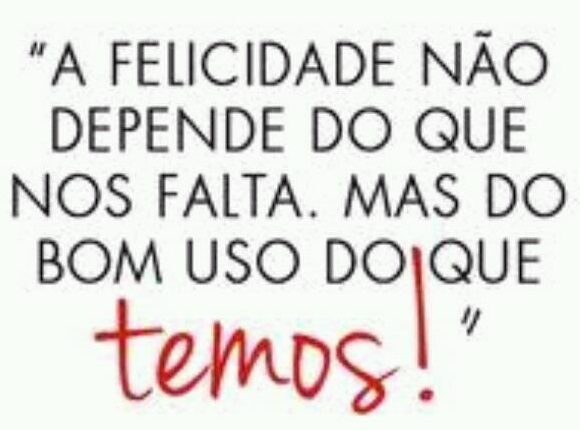 “A FELICIDADE NÃO
DEPENDE DO QUE
NOS FALTA. MAS DO
BOM USO DO QUE
temos!”